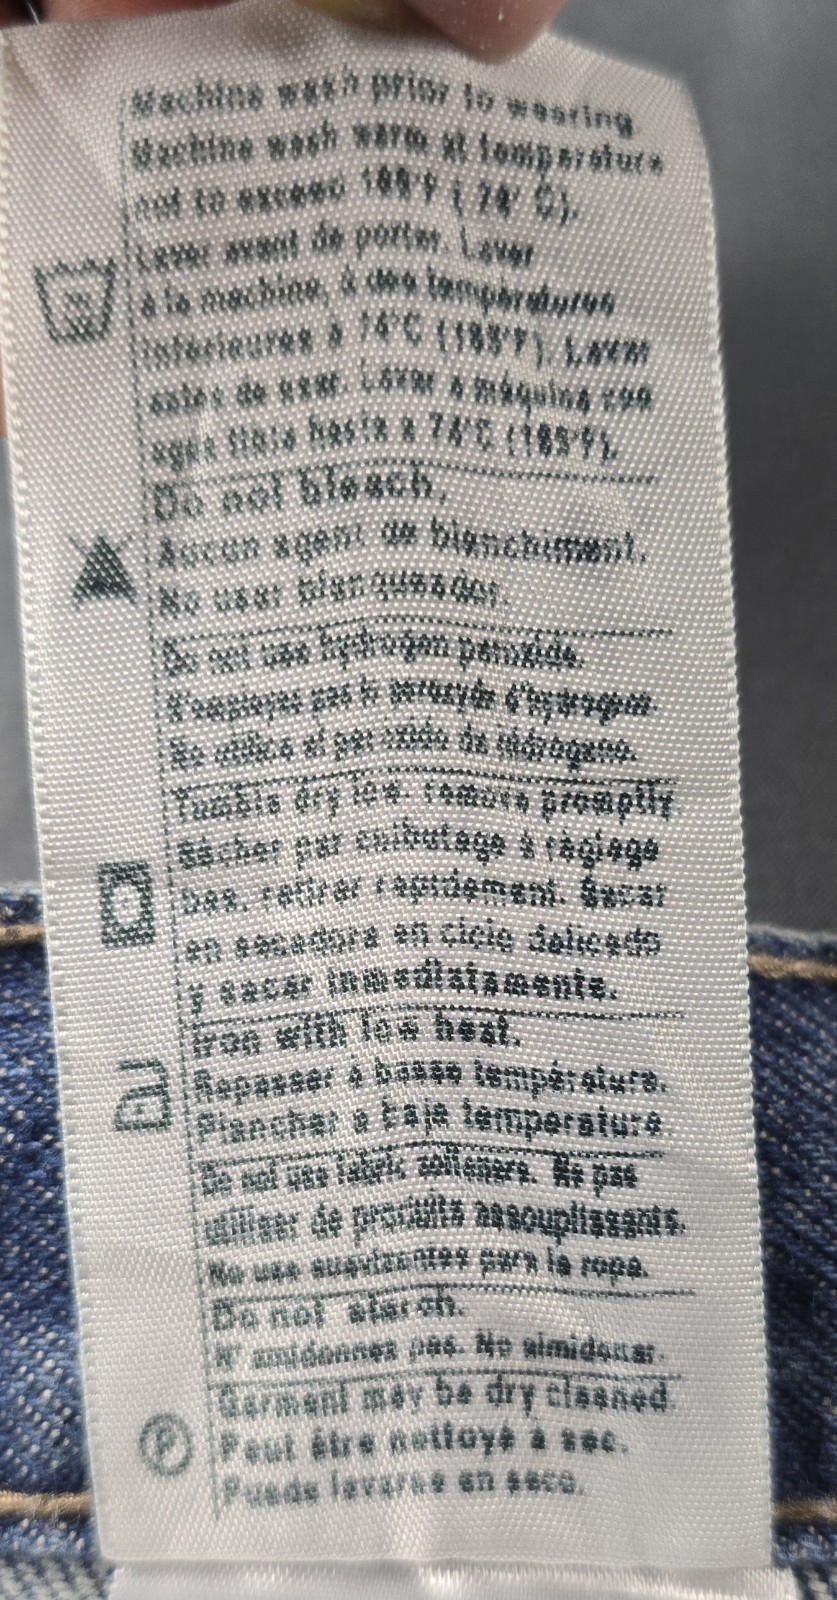 Machine wash prior to wearing
Machine wash warm at temperature
not to exceed 165°F ( 74° C).
Laver avant de porter. Laver
à la machine, à des températures
inférieures à 74°C (165°F). Lavar
antes de usar. Lavar a máquina con
agua tibia hasta a 74°C (165°F).
Do not bleach.
Aucun agent de blanchiment.
No usar blanqueador.
Do not use hydrogen peroxide.
N'employez pas le peroxyde d'hydrogène
No utilice el peróxido de hidrógeno.
Tumble dry low. remove promptly
Sécher par culbutage à réglage
bas, retirer rapidement. Secar
en secadora en ciclo delicado
y sacar inmediatamente.
Iron with low heat.
Repasser à basse température.
Planchar a baja temperatura
Do not use fabric softeners. Ne pas
utiliser de produits assouplissants.
No use suavizantes para la ropa.
Do not starch.
N' amidonnez pas. No almidonar.
Garment may be dry cleaned.
P Peut être nettoyé à sec.
Puede lavarse en seco.